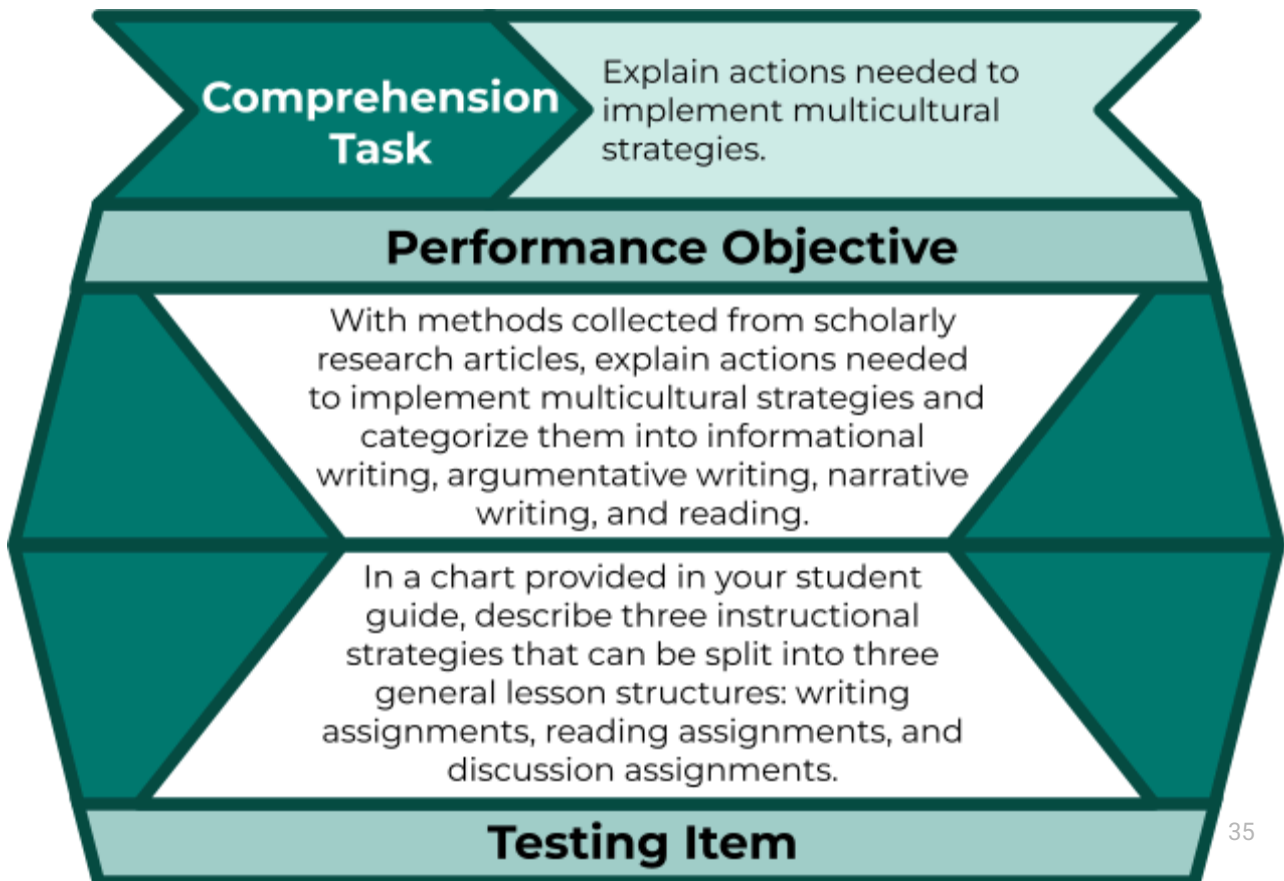 Comprehension
Task
Explain actions needed to
implement multicultural
strategies.
Performance Objective
With methods collected from scholarly
research articles, explain actions needed
to implement multicultural strategies and
categorize them into informational
writing, argumentative writing, narrative
writing, and reading.
In a chart provided in your student
guide, describe three instructional
strategies that can be split into three
general lesson structures: writing
assignments, reading assignments, and
discussion assignments.
Testing Item
35